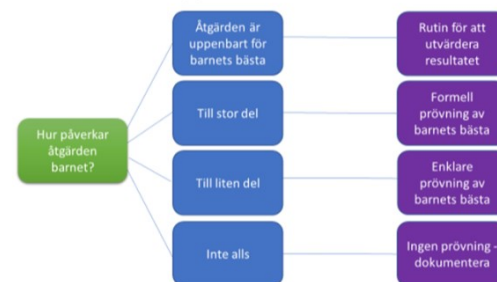 Hur påverkar
åtgärden
barnet?
Åtgärden är
uppenbart för
barnets bästa
Rutin för att
utvärdera
resultatet
Till stor del
Formell
prövning av
barnets bästa
Till liten del
Enklare
prövning av
barnets bästa
Inte alls
Ingen prövning -
dokumentera